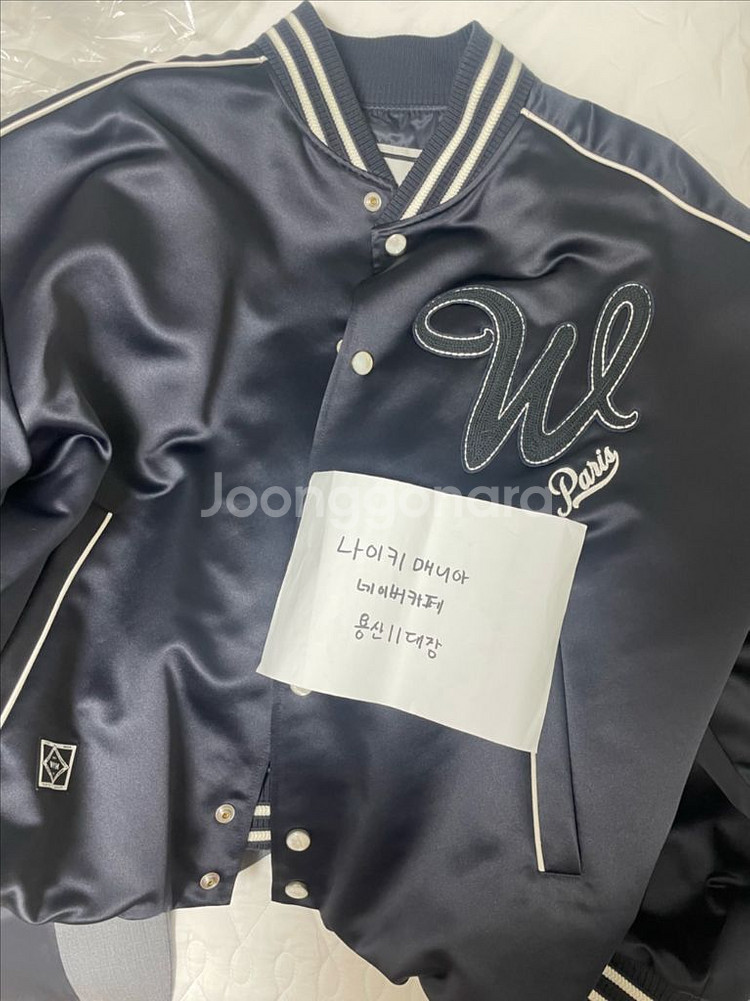 W
Paris
Joonggonara
나이키 매니아
네이버카페
용산11대장